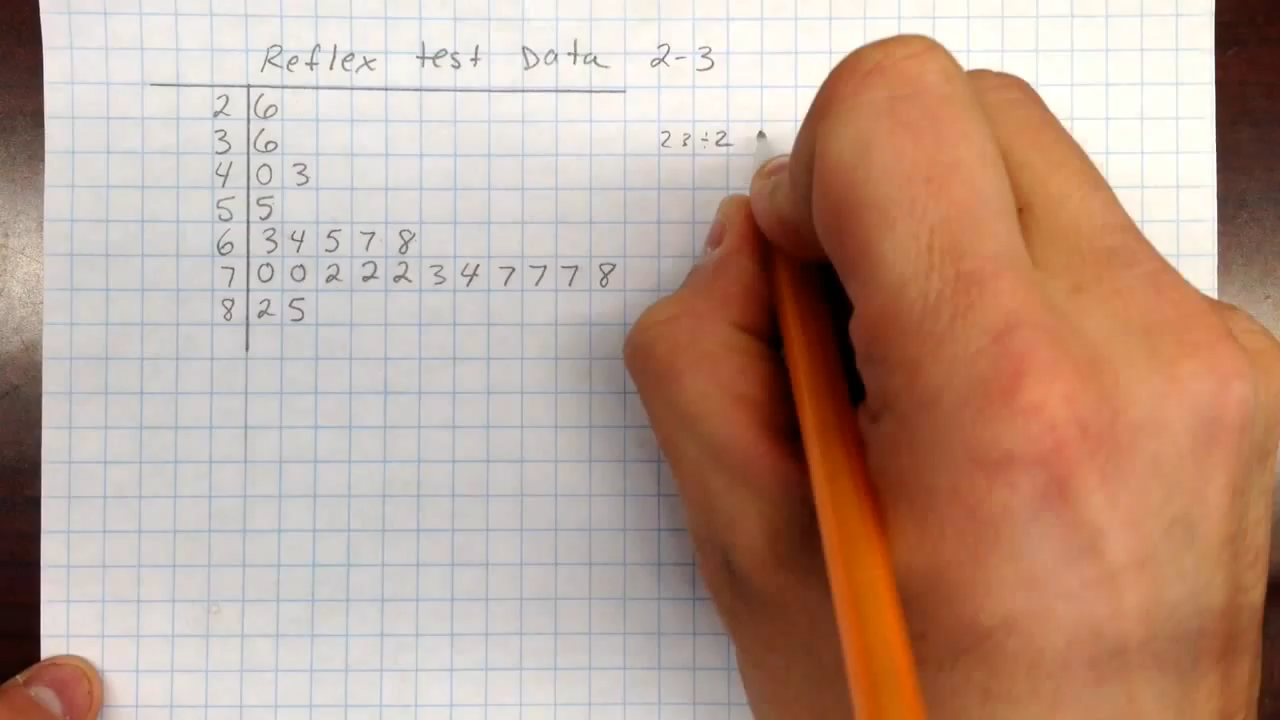 Reflex test Data 2-3
2 | 6
3 | 6
4 | 0 3
5 | 5
6 | 3 4 5 7 8
7 | 0 0 2 2 2 3 4 7 7 7 8
8 | 2 5
23÷2